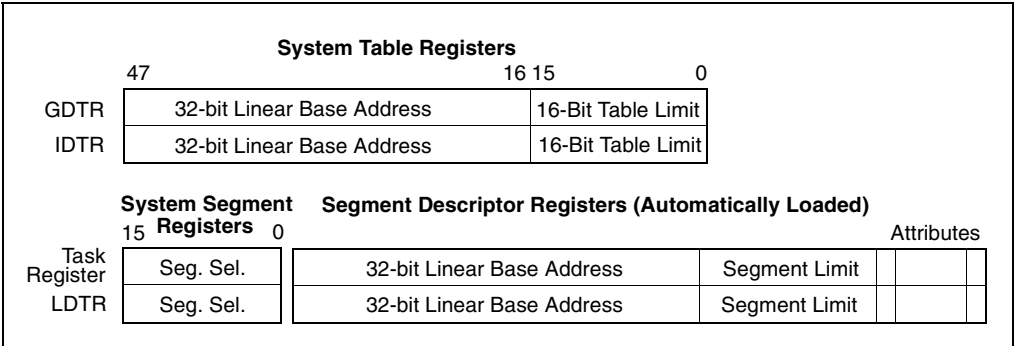 System Table Registers
47 16 15 0
GDTR 32-bit Linear Base Address 16-Bit Table Limit
IDTR 32-bit Linear Base Address 16-Bit Table Limit
System Segment Registers Segment Descriptor Registers (Automatically Loaded)
15 0 Attributes
Task Register Seg. Sel. 32-bit Linear Base Address Segment Limit
LDTR Seg. Sel. 32-bit Linear Base Address Segment Limit